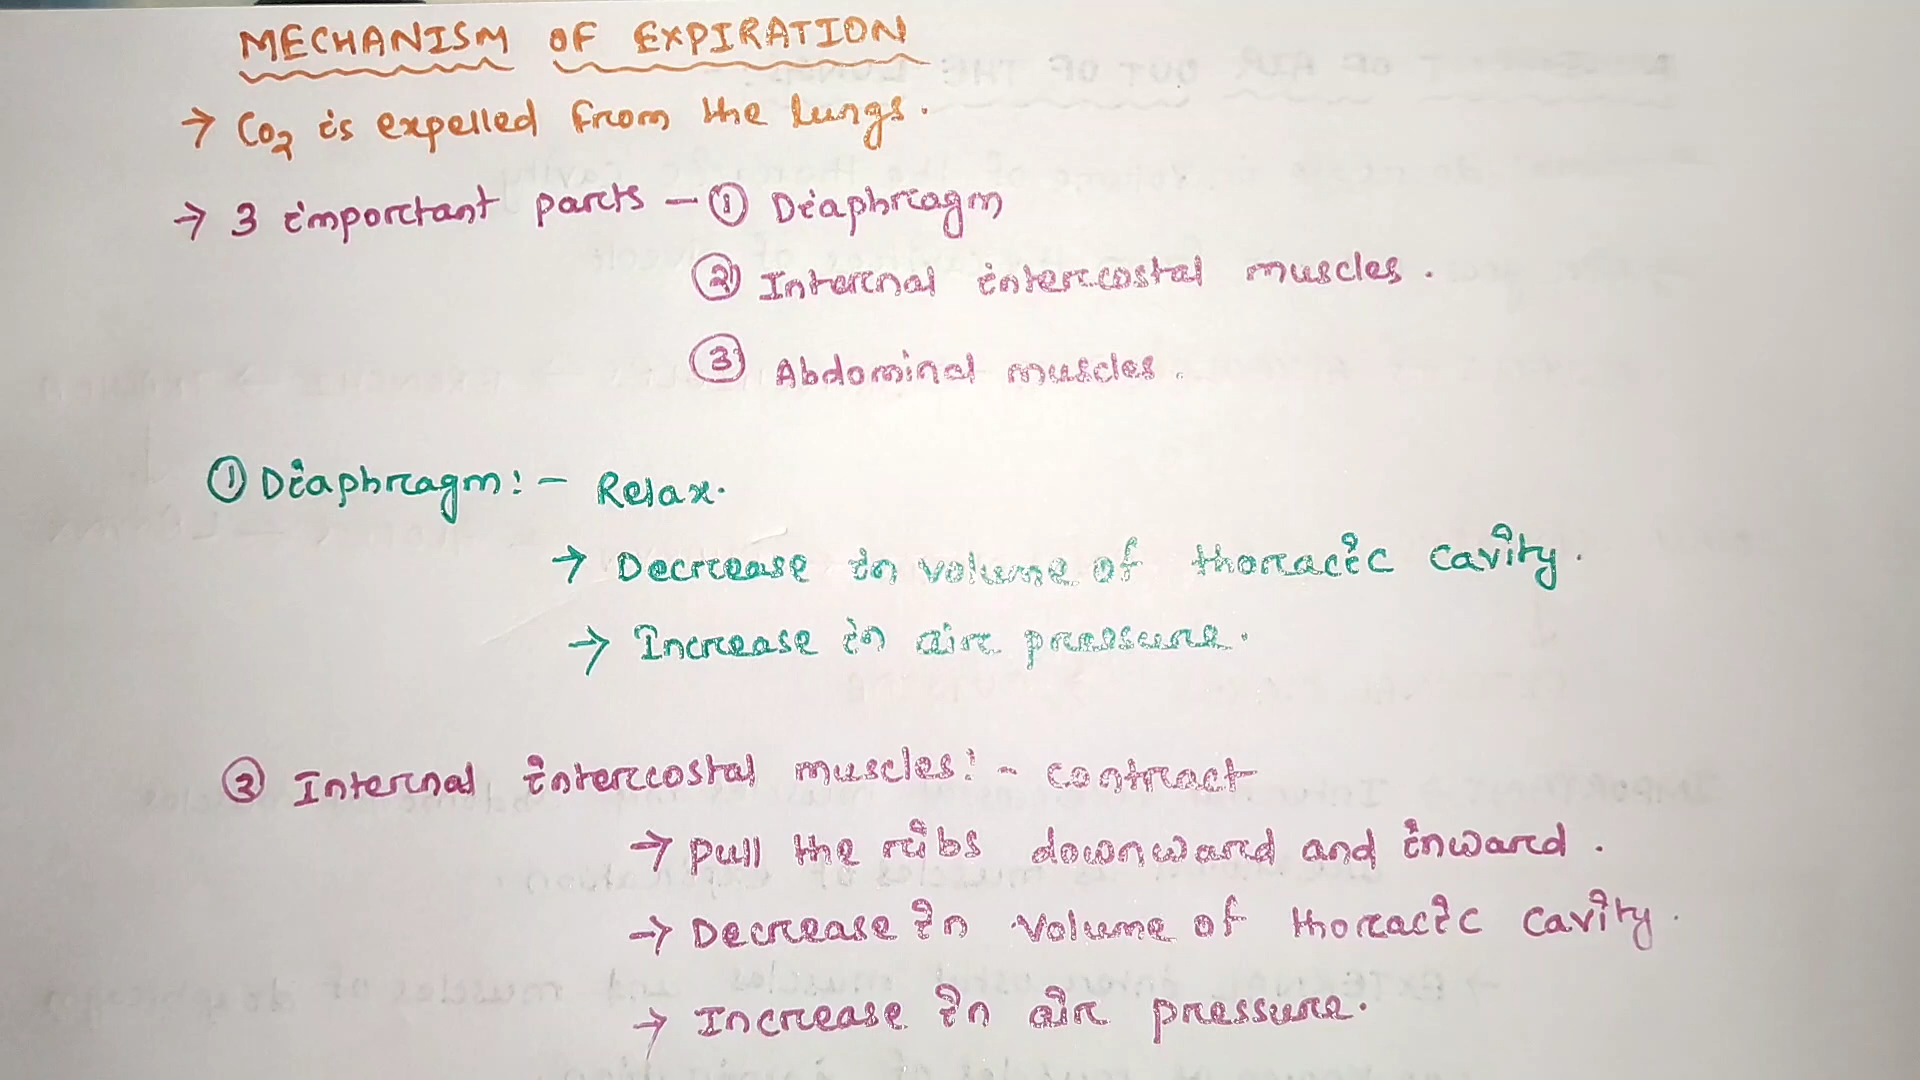 MECHANISM OF EXPIRATION
→ CO2 is expelled from the lungs.
→ 3 important parts - ① Diaphragm
② Internal intercostal muscles.
③ Abdominal muscles.
① Diaphragm:- Relax.
→ Decrease in volume of thoracic cavity.
→ Increase in air pressure.
② Internal intercostal muscles:- contract
→ pull the ribs downward and inward.
→ Decrease in volume of thoracic cavity.
→ Increase in air pressure.